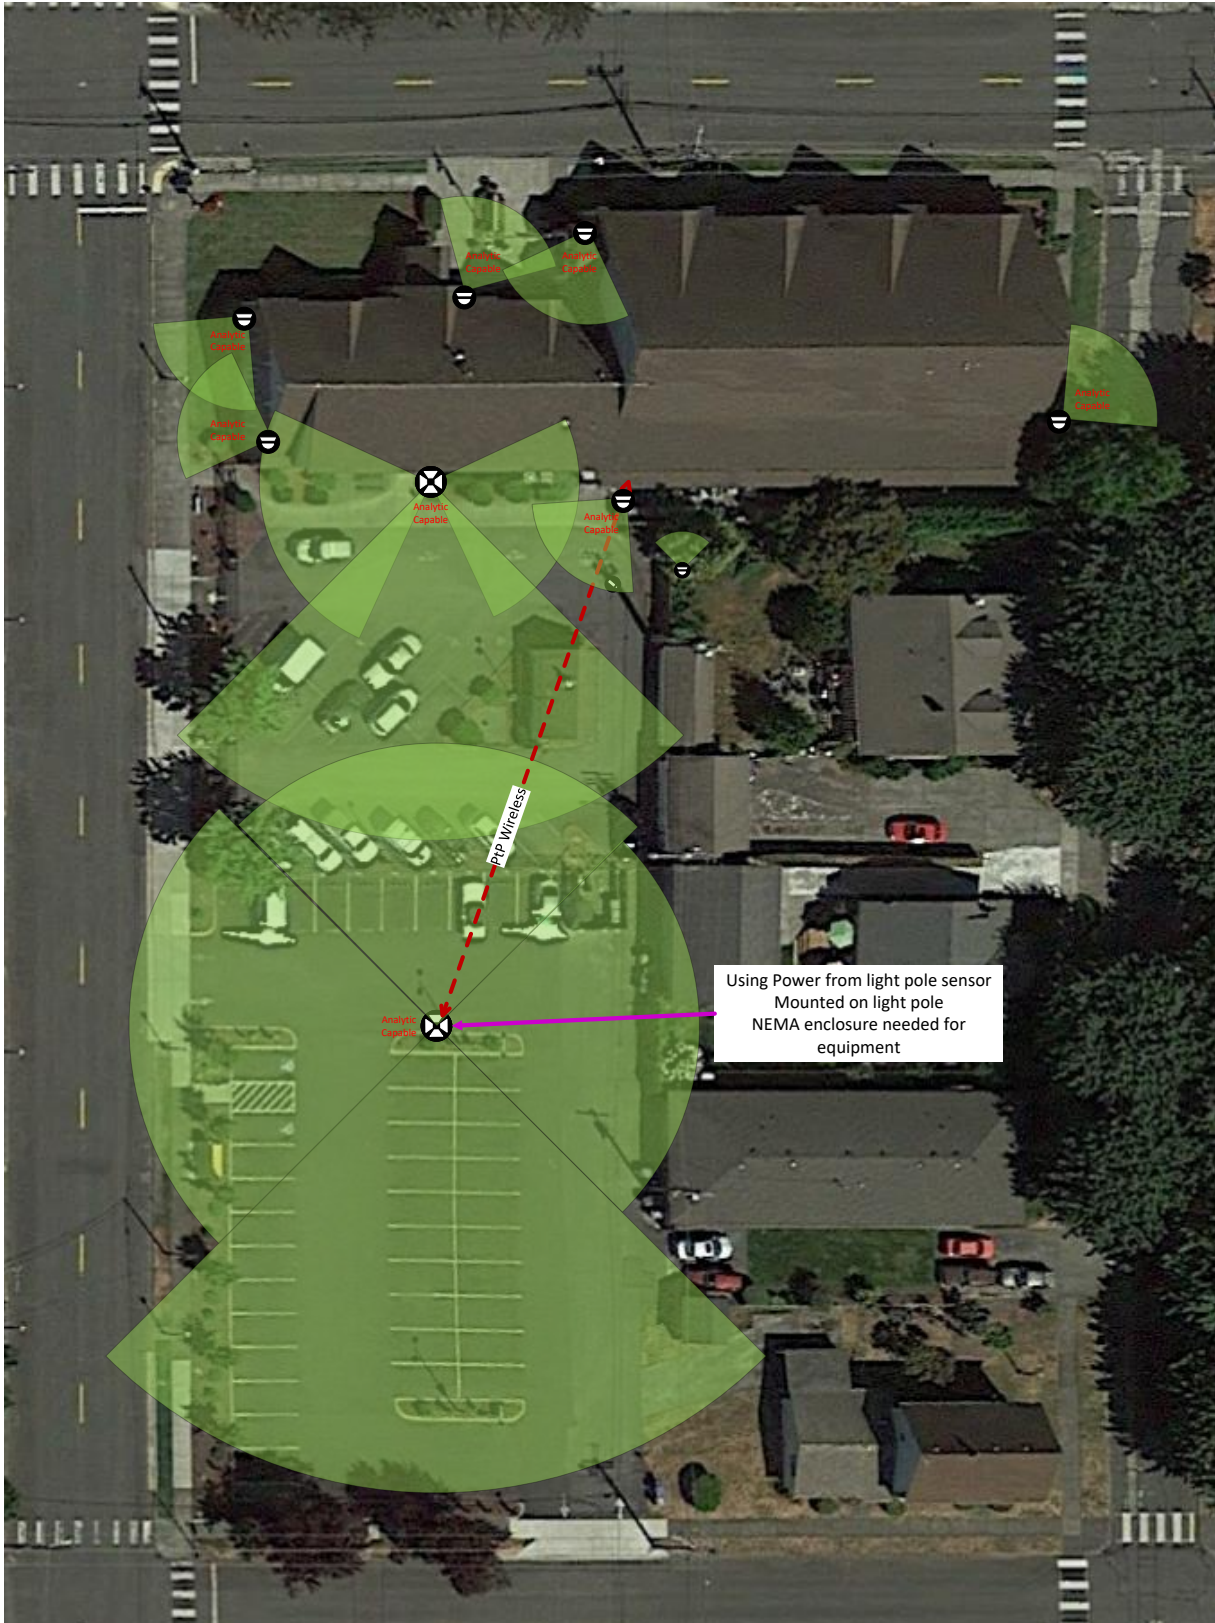 Analytic
Capable
Analytic
Capable
Analytic
Capable
Analytic
Capable
Analytic
Capable
Analytic
Capable
Analytic
Capable
PtP Wireless
Using Power from light pole sensor
Mounted on light pole
NEMA enclosure needed for
equipment
Analytic
Capable